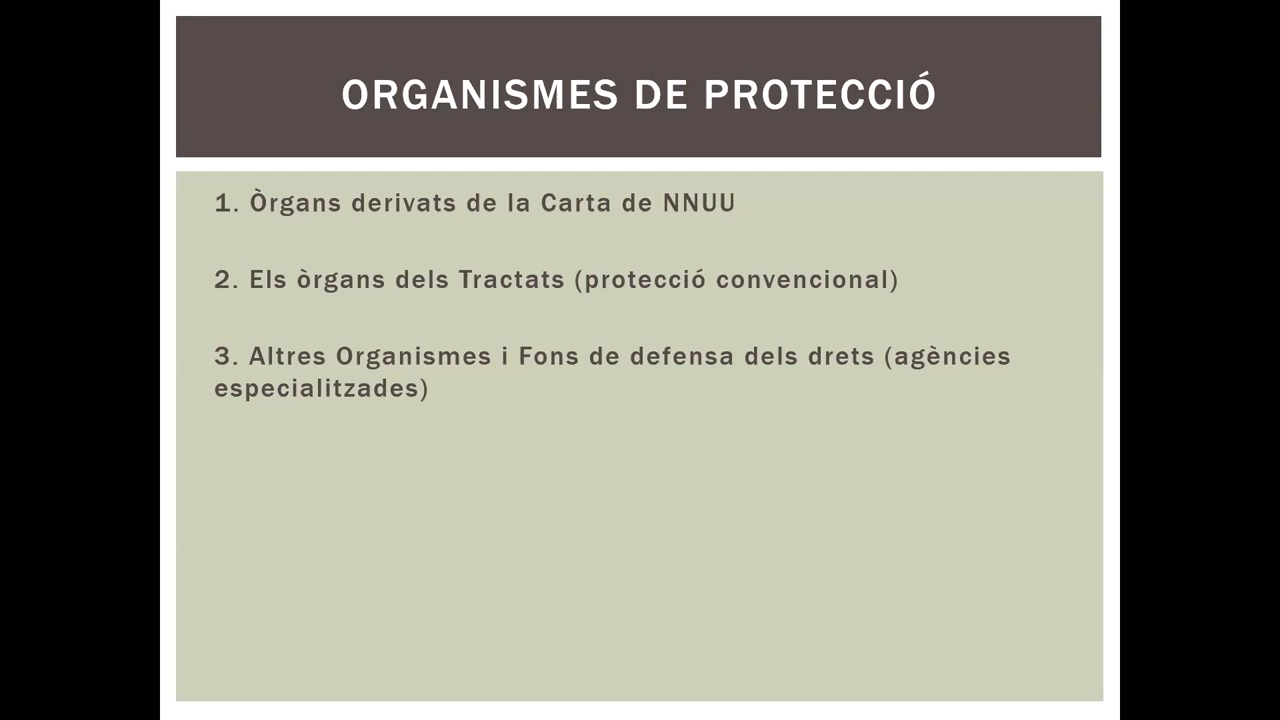 ORGANISMES DE PROTECCIÓ
1. Òrgans derivats de la Carta de NNUU
2. Els òrgans dels Tractats (protecció convencional)
3. Altres Organismes i Fons de defensa dels drets (agències
especialitzades)